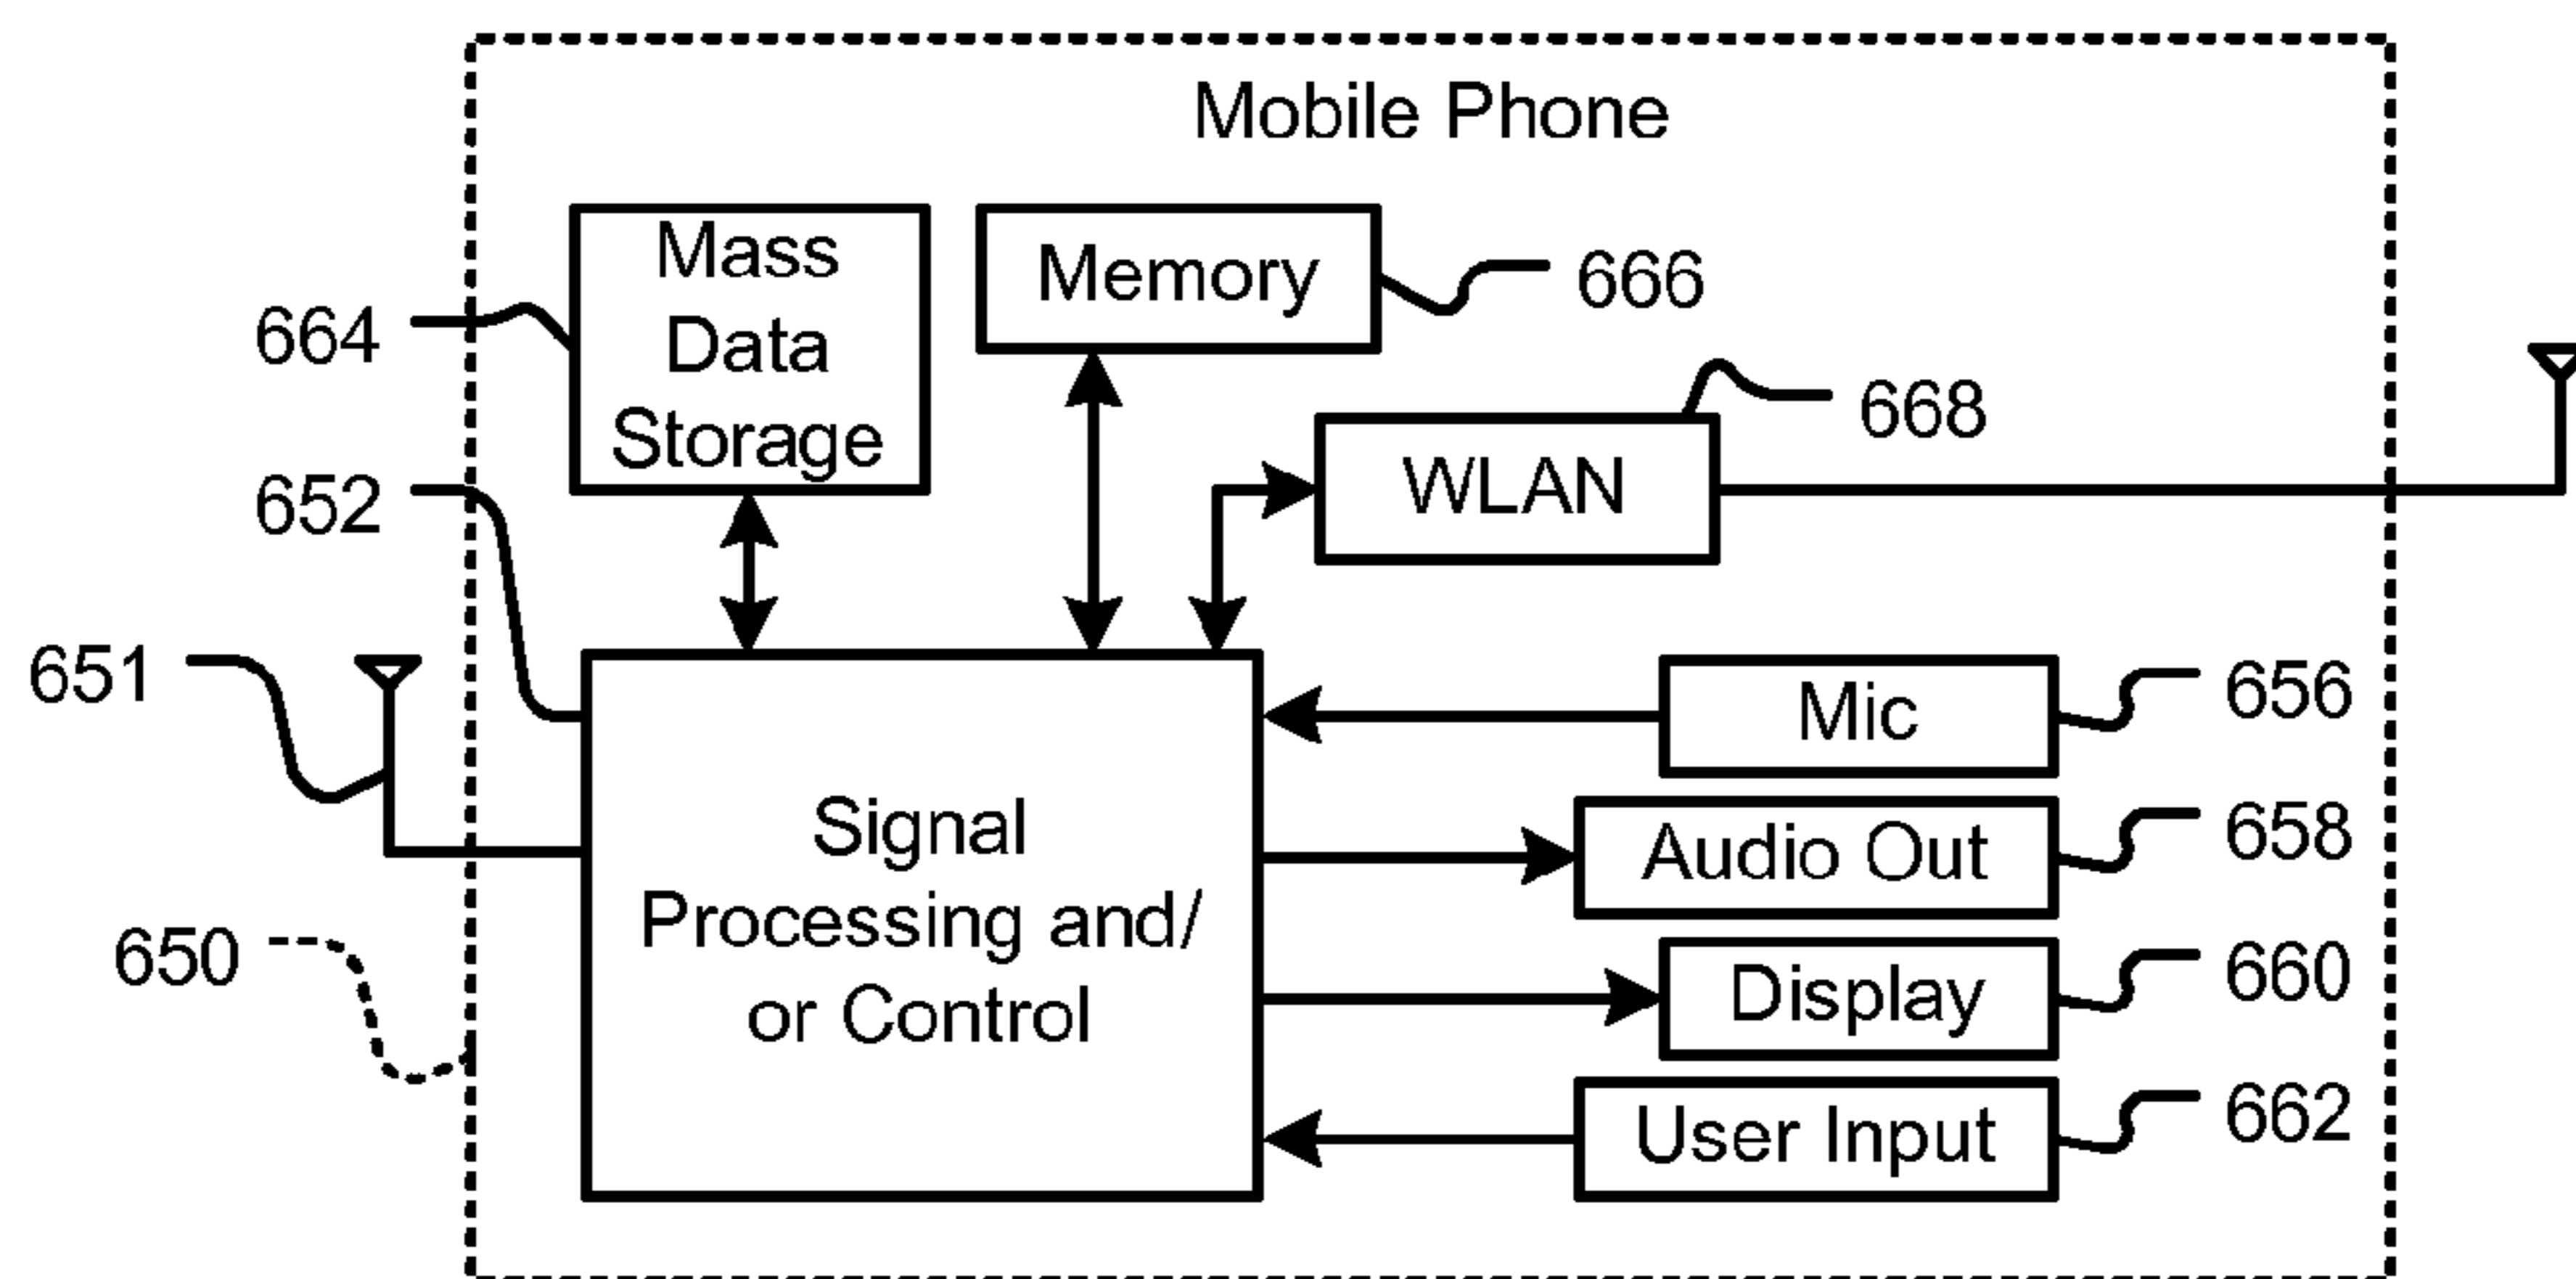 Mobile Phone
Mass
Data
Storage
Memory
666
664
668
WLAN
652
651
Mic
656
Signal
Processing and/
or Control
Audio Out
658
650
Display
660
User Input
662